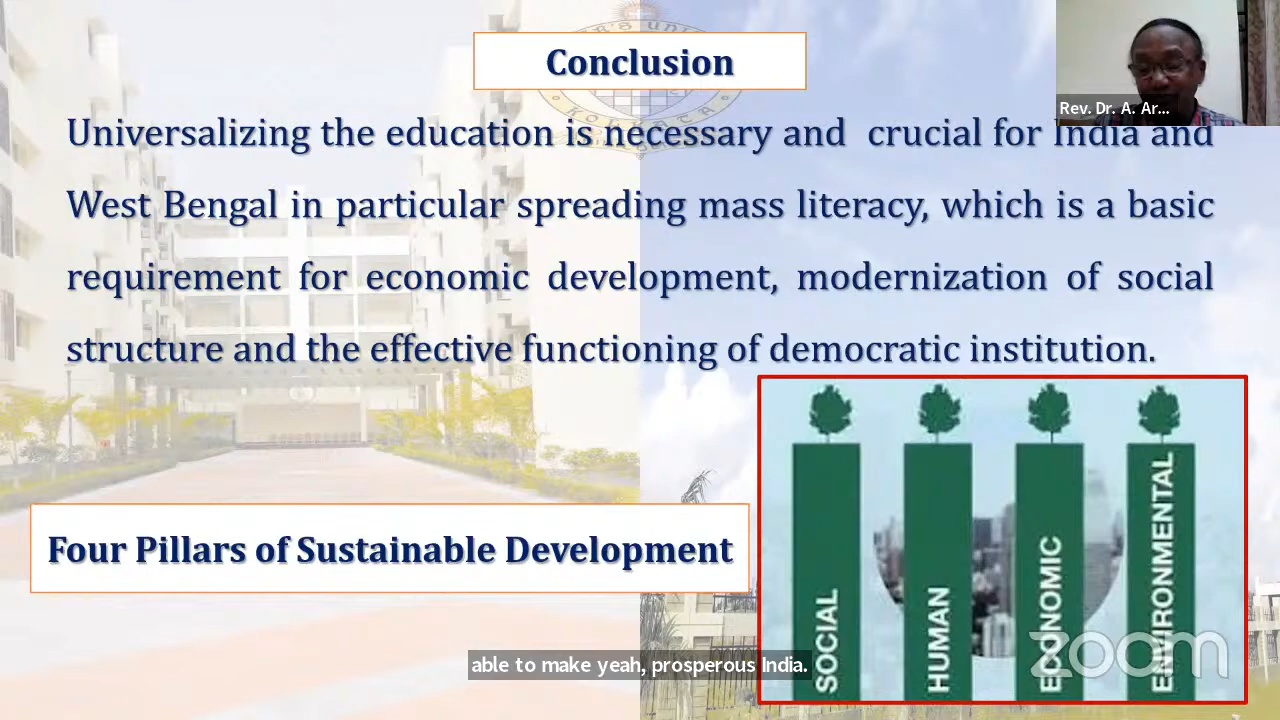 Conclusion
Rev. Dr. A. Ar...
Universalizing the education is necessary and crucial for India and
West Bengal in particular spreading mass literacy, which is a basic
requirement for economic development, modernization of social
structure and the effective functioning of democratic institution.
Four Pillars of Sustainable Development
SOCIAL
HUMAN
ECONOMIC
ENVIRONMENTAL
able to make yeah, prosperous India.
zoom
KOLKATA